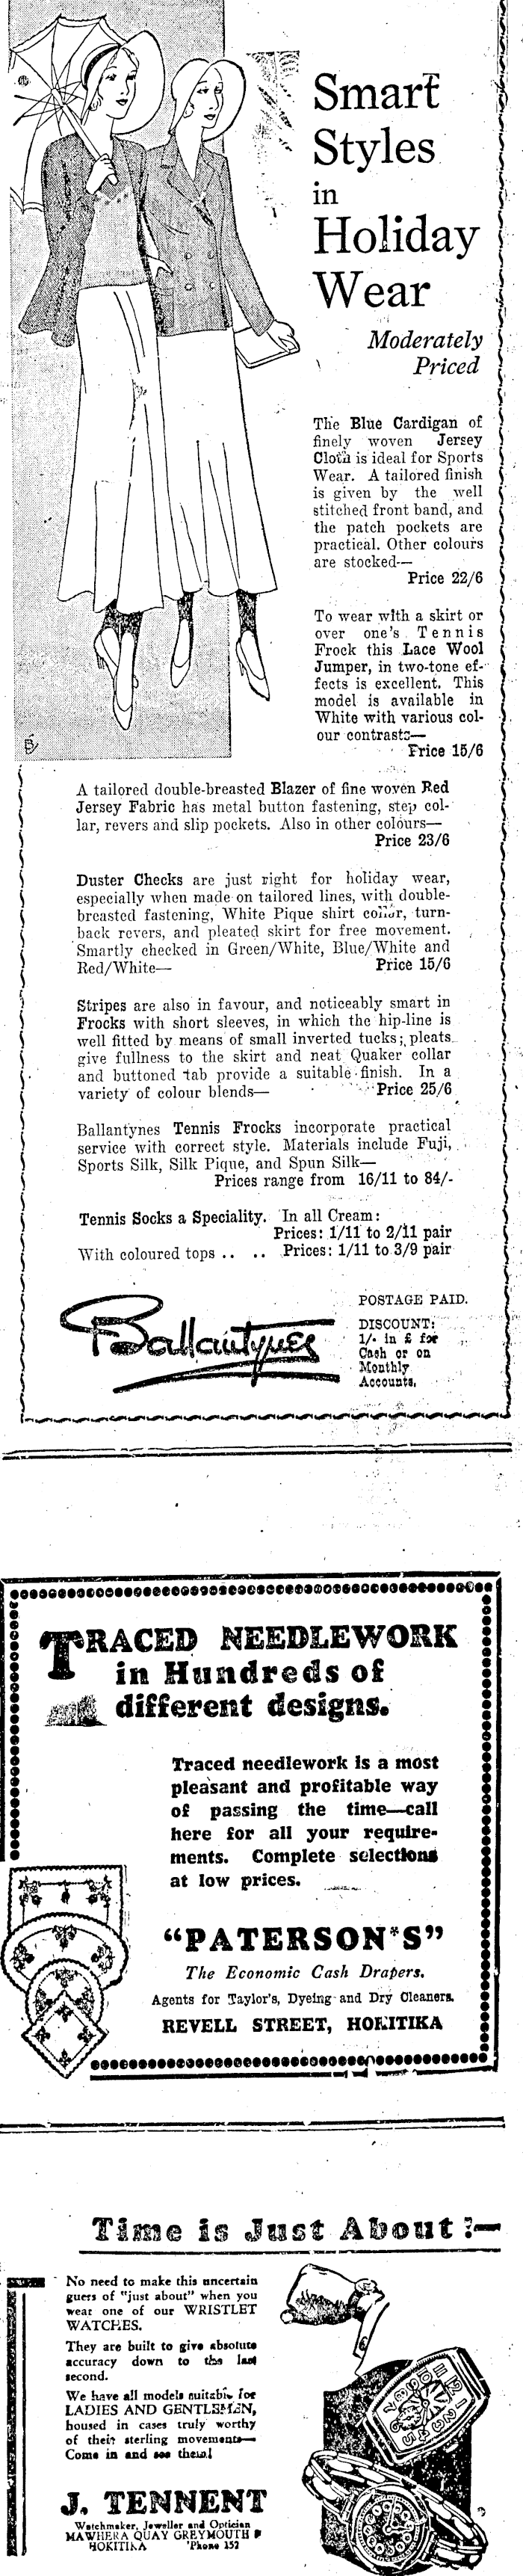 Smart
Styles
in
Holiday
Wear
Moderately
Priced
The Blue Cardigan of
finely woven Jersey
Cloth is ideal for Sports
Wear. A tailored finish
is given by the well
stitched front band, and
the patch pockets are
practical. Other colours
are stocked—
Price 22/6
To wear with a skirt or
over one's Tennis
Frock this Lace Wool
Jumper, in two-tone ef-
fects is excellent. This
model is available in
White with various col-
our contrasts—
Price 15/6
A tailored double-breasted Blazer of fine woven Red
Jersey Fabric has metal button fastening, step col-
lar, revers and slip pockets. Also in other colours—
Price 23/6
Duster Checks are just right for holiday wear,
especially when made on tailored lines, with double-
breasted fastening, White Pique shirt collar, turn-
back revers, and pleated skirt for free movement.
Smartly checked in Green/White, Blue/White and
Red/White— Price 15/6
Stripes are also in favour, and noticeably smart in
Frocks with short sleeves, in which the hip-line is
well fitted by means of small inverted tucks; pleats
give fullness to the skirt and neat Quaker collar
and buttoned tab provide a suitable finish. In a
variety of colour blends— Price 25/6
Ballantynes Tennis Frocks incorporate practical
service with correct style. Materials include Fuji,
Sports Silk, Silk Pique, and Spun Silk—
Prices range from 16/11 to 84/-
Tennis Socks a Speciality. In all Cream:
Prices: 1/11 to 2/11 pair
With coloured tops .. .. Prices: 1/11 to 3/9 pair
Ballantynes
POSTAGE PAID.
DISCOUNT:
1/- in £ for
Cash or on
Monthly
Accounts.
TRACED NEEDLEWORK
in Hundreds of
different designs.
Traced needlework is a most
pleasant and profitable way
of passing the time—call
here for all your require-
ments. Complete selections
at low prices.
"PATERSON'S"
The Economic Cash Drapers.
Agents for Taylor's, Dyeing and Dry Cleaners.
REVELL STREET, HOKITIKA
Time is Just About?—
No need to make this uncertain
guess of "just about" when you
wear one of our WRISTLET
WATCHES.
They are built to give absolute
accuracy down to the last
second.
We have all models suitable for
LADIES AND GENTLEMEN,
housed in cases truly worthy
of their sterling movements—
Come in and see them!
J. TENNENT
Watchmaker, Jeweller and Optician
MAWHERA QUAY GREYMOUTH &
HOKITIKA 'Phone 152